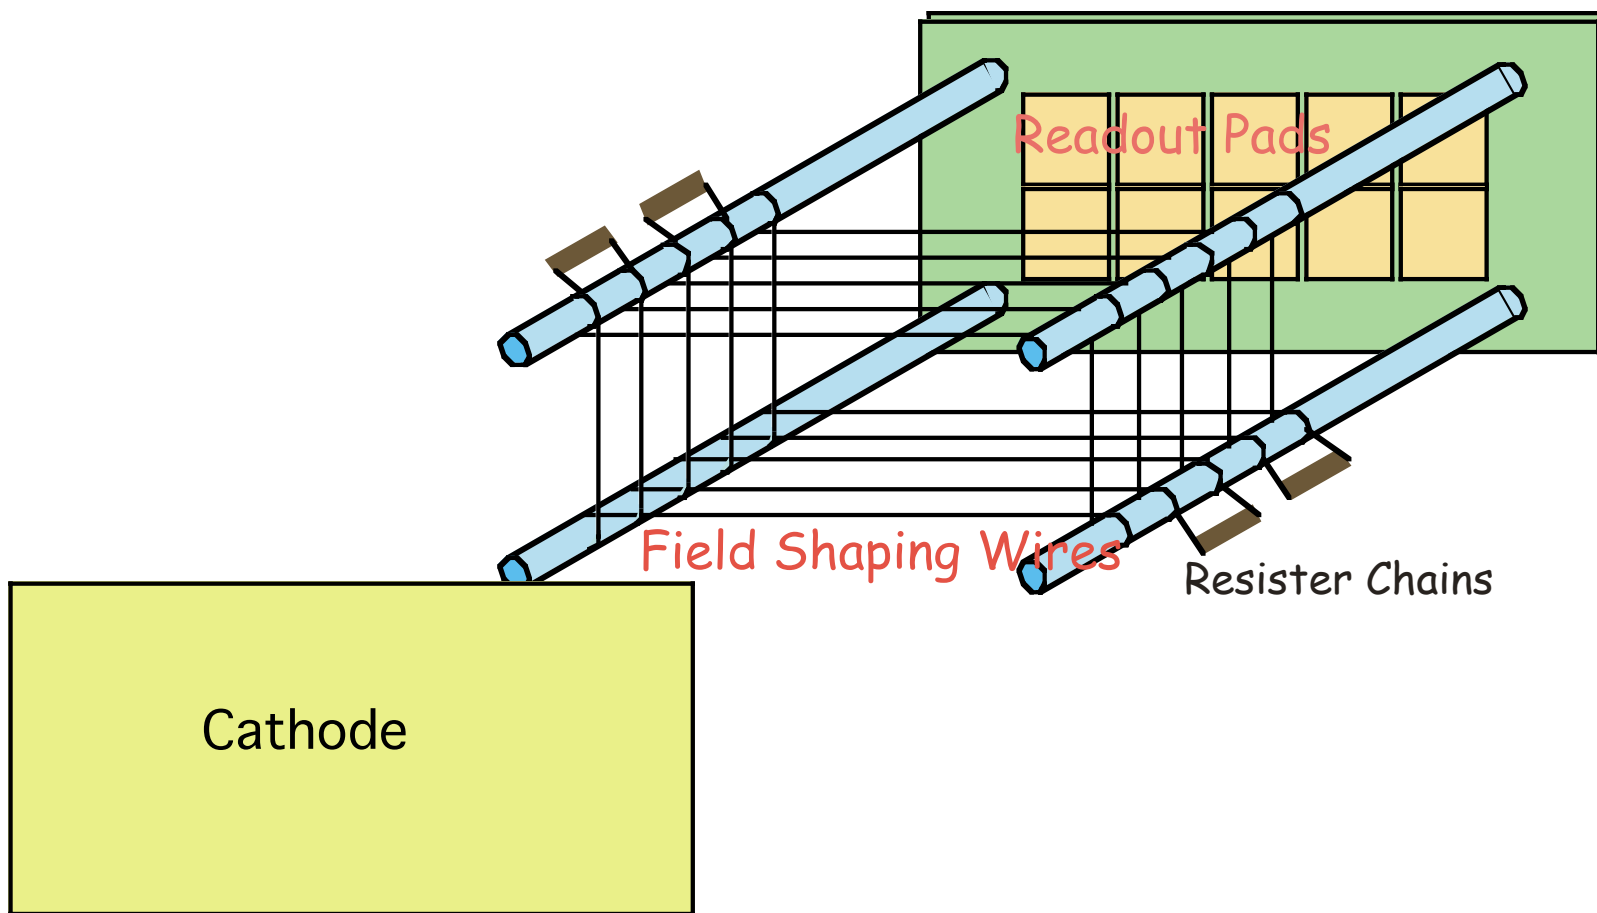 Readout Pads
Field Shaping Wires
Resister Chains
Cathode